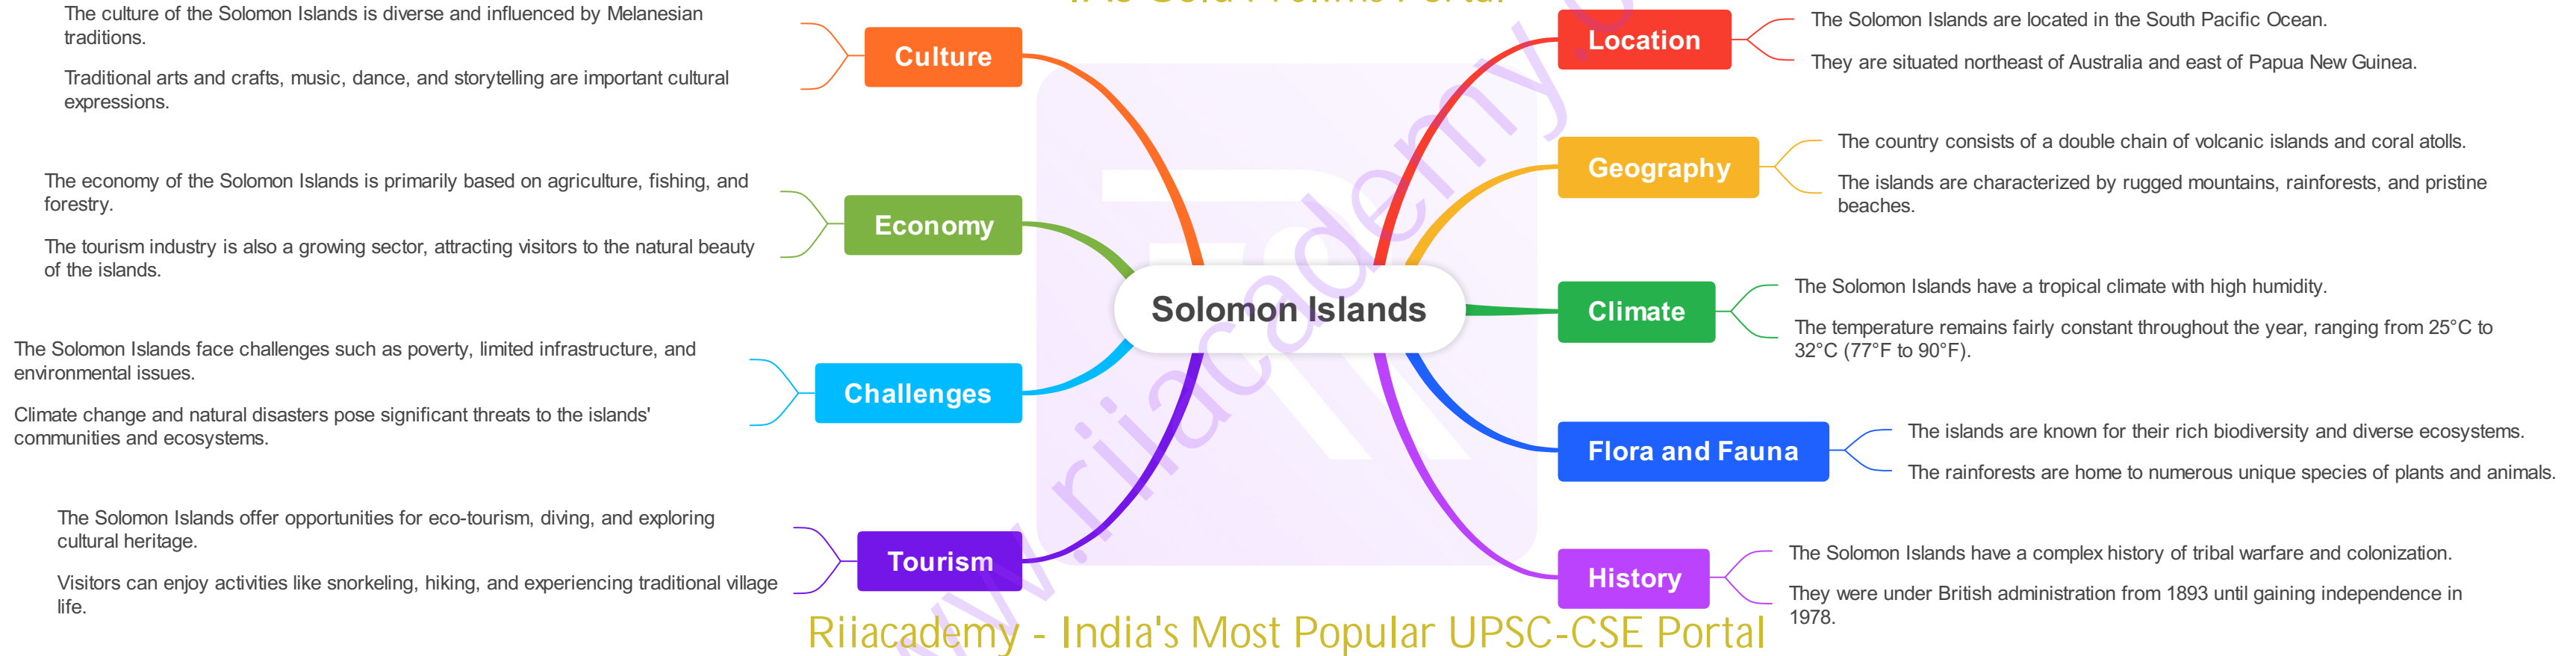 IAS Gold Prelims Portal
The culture of the Solomon Islands is diverse and influenced by Melanesian
traditions.
Traditional arts and crafts, music, dance, and storytelling are important cultural
expressions.
Culture
The economy of the Solomon Islands is primarily based on agriculture, fishing, and
forestry.
The tourism industry is also a growing sector, attracting visitors to the natural beauty
of the islands.
Economy
The Solomon Islands face challenges such as poverty, limited infrastructure, and
environmental issues.
Climate change and natural disasters pose significant threats to the islands'
communities and ecosystems.
Challenges
The Solomon Islands offer opportunities for eco-tourism, diving, and exploring
cultural heritage.
Visitors can enjoy activities like snorkeling, hiking, and experiencing traditional village
life.
Tourism
Solomon Islands
Location
The Solomon Islands are located in the South Pacific Ocean.
They are situated northeast of Australia and east of Papua New Guinea.
Geography
The country consists of a double chain of volcanic islands and coral atolls.
The islands are characterized by rugged mountains, rainforests, and pristine
beaches.
Climate
The Solomon Islands have a tropical climate with high humidity.
The temperature remains fairly constant throughout the year, ranging from 25°C to
32°C (77°F to 90°F).
Flora and Fauna
The islands are known for their rich biodiversity and diverse ecosystems.
The rainforests are home to numerous unique species of plants and animals.
History
The Solomon Islands have a complex history of tribal warfare and colonization.
They were under British administration from 1893 until gaining independence in
1978.
Riiacademy - India's Most Popular UPSC-CSE Portal